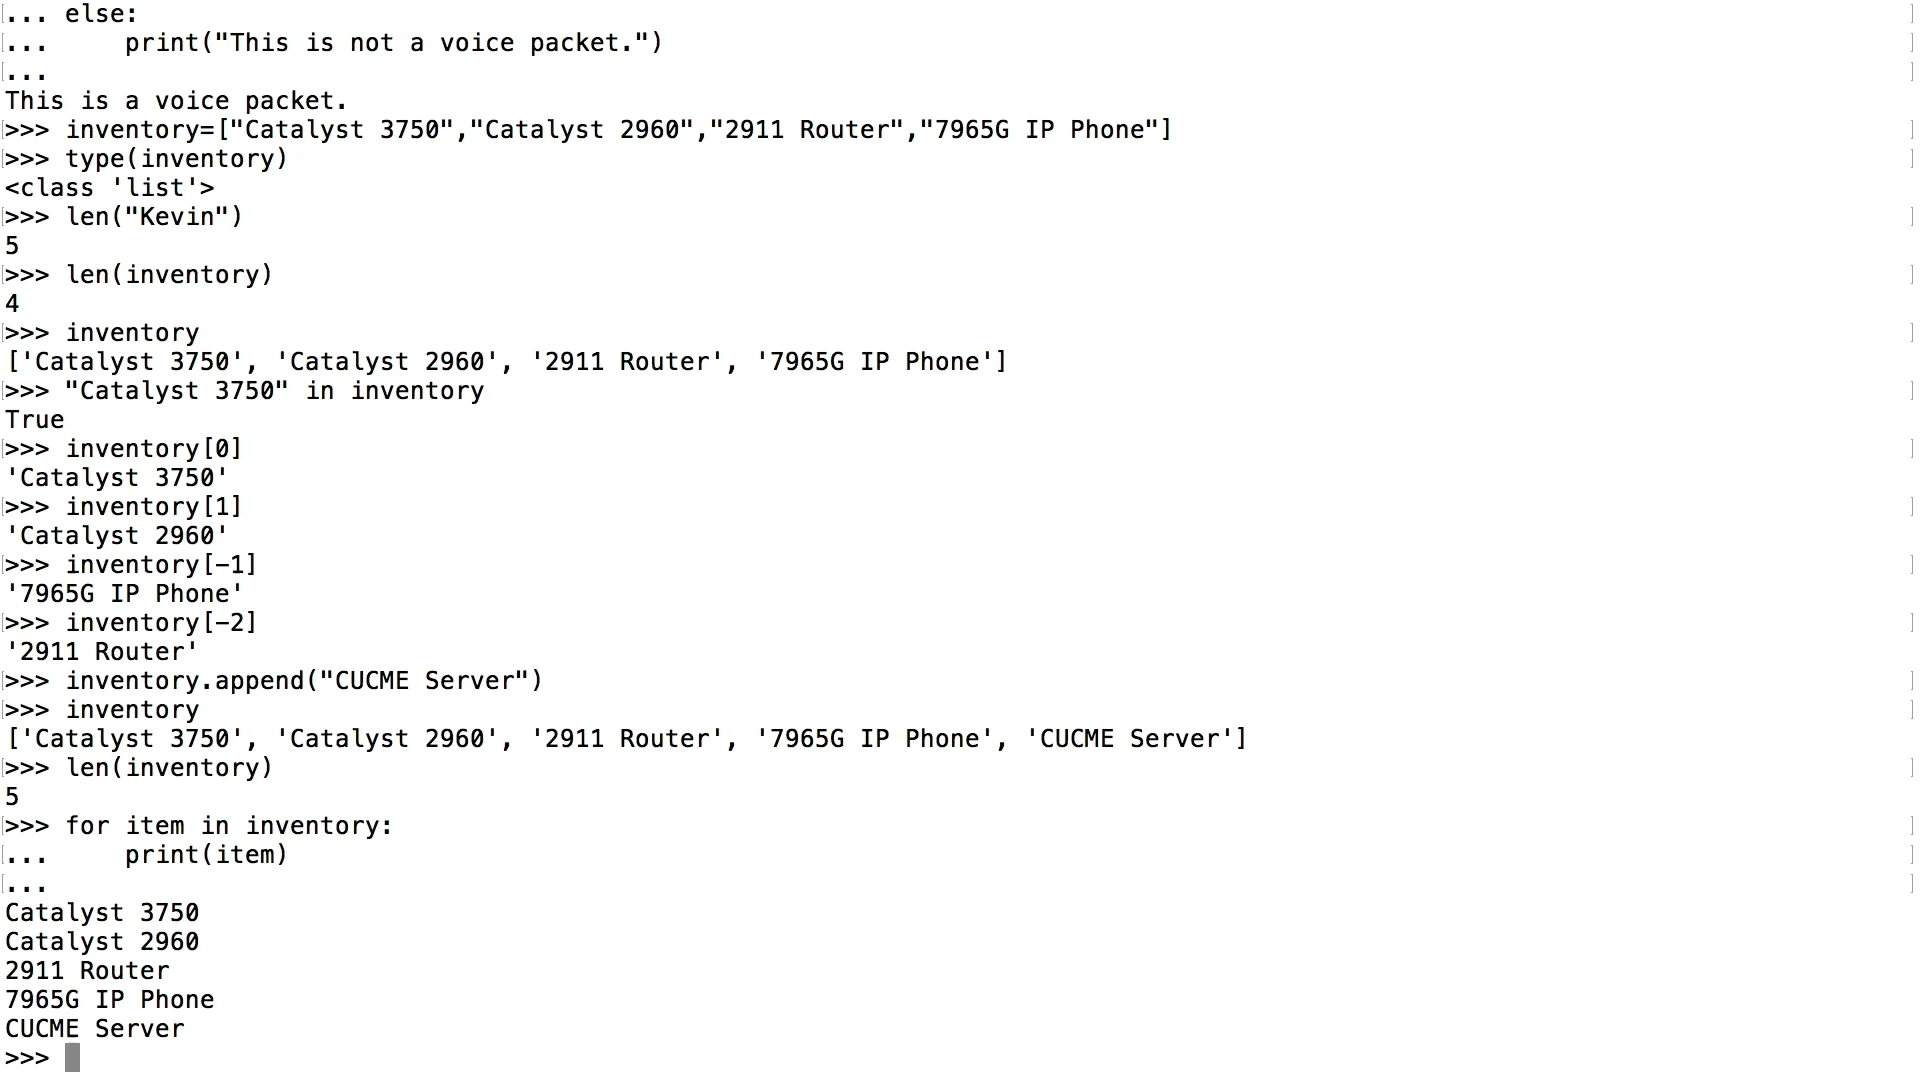 ... else:
...     print("This is not a voice packet.")
...
This is a voice packet.
>>> inventory=["Catalyst 3750","Catalyst 2960","2911 Router","7965G IP Phone"]
>>> type(inventory)
<class 'list'>
>>> len("Kevin")
5
>>> len(inventory)
4
>>> inventory
['Catalyst 3750', 'Catalyst 2960', '2911 Router', '7965G IP Phone']
>>> "Catalyst 3750" in inventory
True
>>> inventory[0]
'Catalyst 3750'
>>> inventory[1]
'Catalyst 2960'
>>> inventory[-1]
'7965G IP Phone'
>>> inventory[-2]
'2911 Router'
>>> inventory.append("CUCME Server")
>>> inventory
['Catalyst 3750', 'Catalyst 2960', '2911 Router', '7965G IP Phone', 'CUCME Server']
>>> len(inventory)
5
>>> for item in inventory:
...     print(item)
...
Catalyst 3750
Catalyst 2960
2911 Router
7965G IP Phone
CUCME Server
>>>